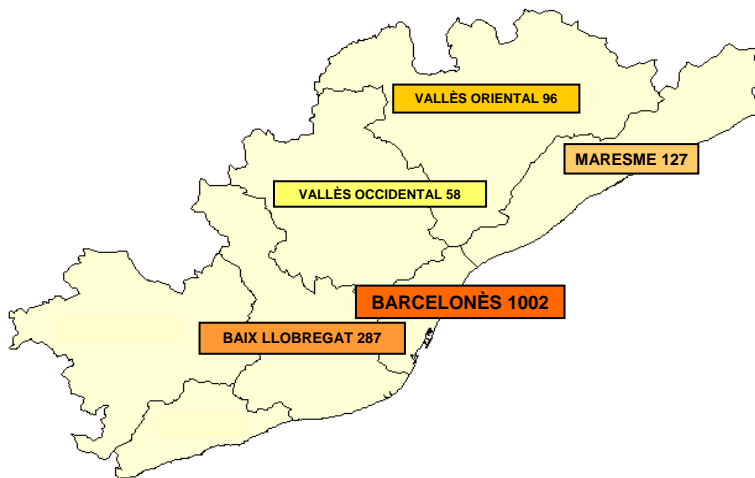 VALLÈS ORIENTAL 96
MARESME 127
VALLÈS OCCIDENTAL 58
BARCELONÈS 1002
BAIX LLOBREGAT 287